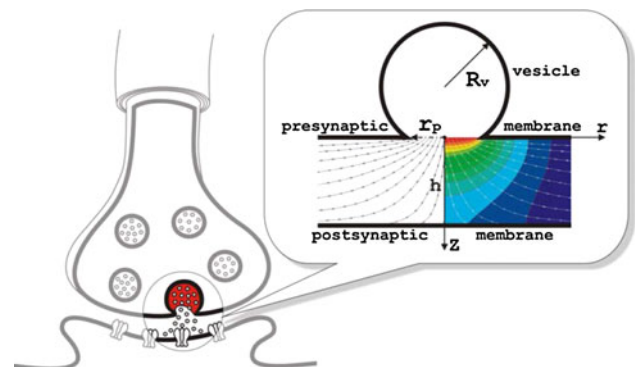 vesicle
Rv
presynaptic rp membrane r
h
postsynaptic membrane
z